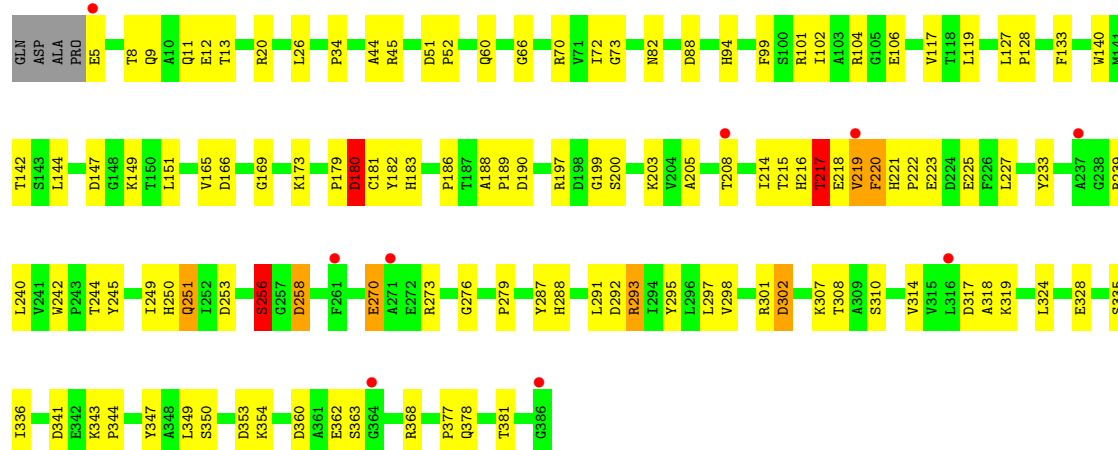 GLN ASP ALA PRO E5 T8 Q9 A10 Q11 E12 T13 R20 L26 P34 A44 R45 D51 P52 Q60 G66 R70 V71 I72 G73 N82 D88 H94 F99 S100 R101 I102 A103 R104 G105 E106 V117 T118 L119 L127 P128 F133 W140 M141
T142 S143 L144 D147 G148 K149 T150 L151 V165 D166 G169 K173 P179 D180 C181 Y182 H183 P186 T187 A188 P189 D190 R197 D198 G199 S200 K203 V204 A205 T208 I214 T215 H216 T217 E218 V219 F220 H221 P222 E223 D224 E225 F226 L227 Y233 A237 G238 R239
L240 V241 W242 P243 T244 Y245 I249 H250 Q251 I252 D253 S256 G257 D258 F261 E270 A271 E272 R273 G276 P279 Y287 H288 L291 D292 R293 I294 Y295 L296 L297 V298 R301 D302 K307 T308 A309 S310 V314 V315 L316 D317 A318 K319 L324 E328 S335
I336 D341 E342 K343 P344 Y347 A348 L349 S350 D353 K354 D360 A361 E362 S363 G364 R368 P377 Q378 T381 G386